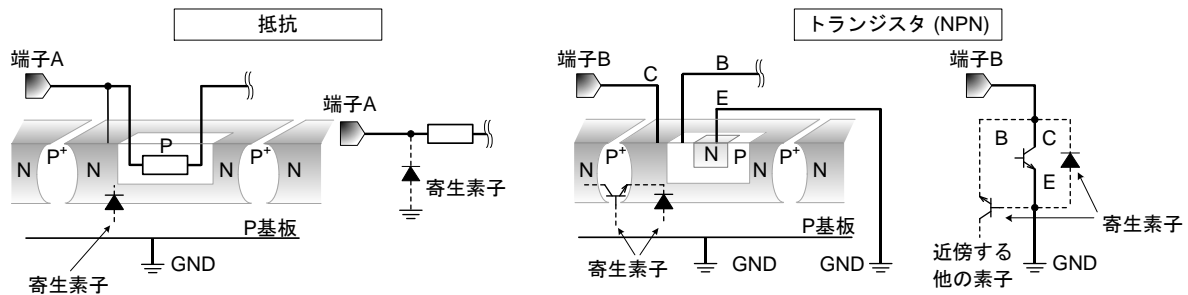 抵抗
端子A
P
N
P+
N
N
P+
N
P基板
GND
寄生素子
端子A
寄生素子
トランジスタ (NPN)
端子B
C
B
E
N
P+
N
N
P
N
P+
N
P基板
寄生素子
GND
GND
端子B
B
C
E
寄生素子
近傍する
他の素子
GND